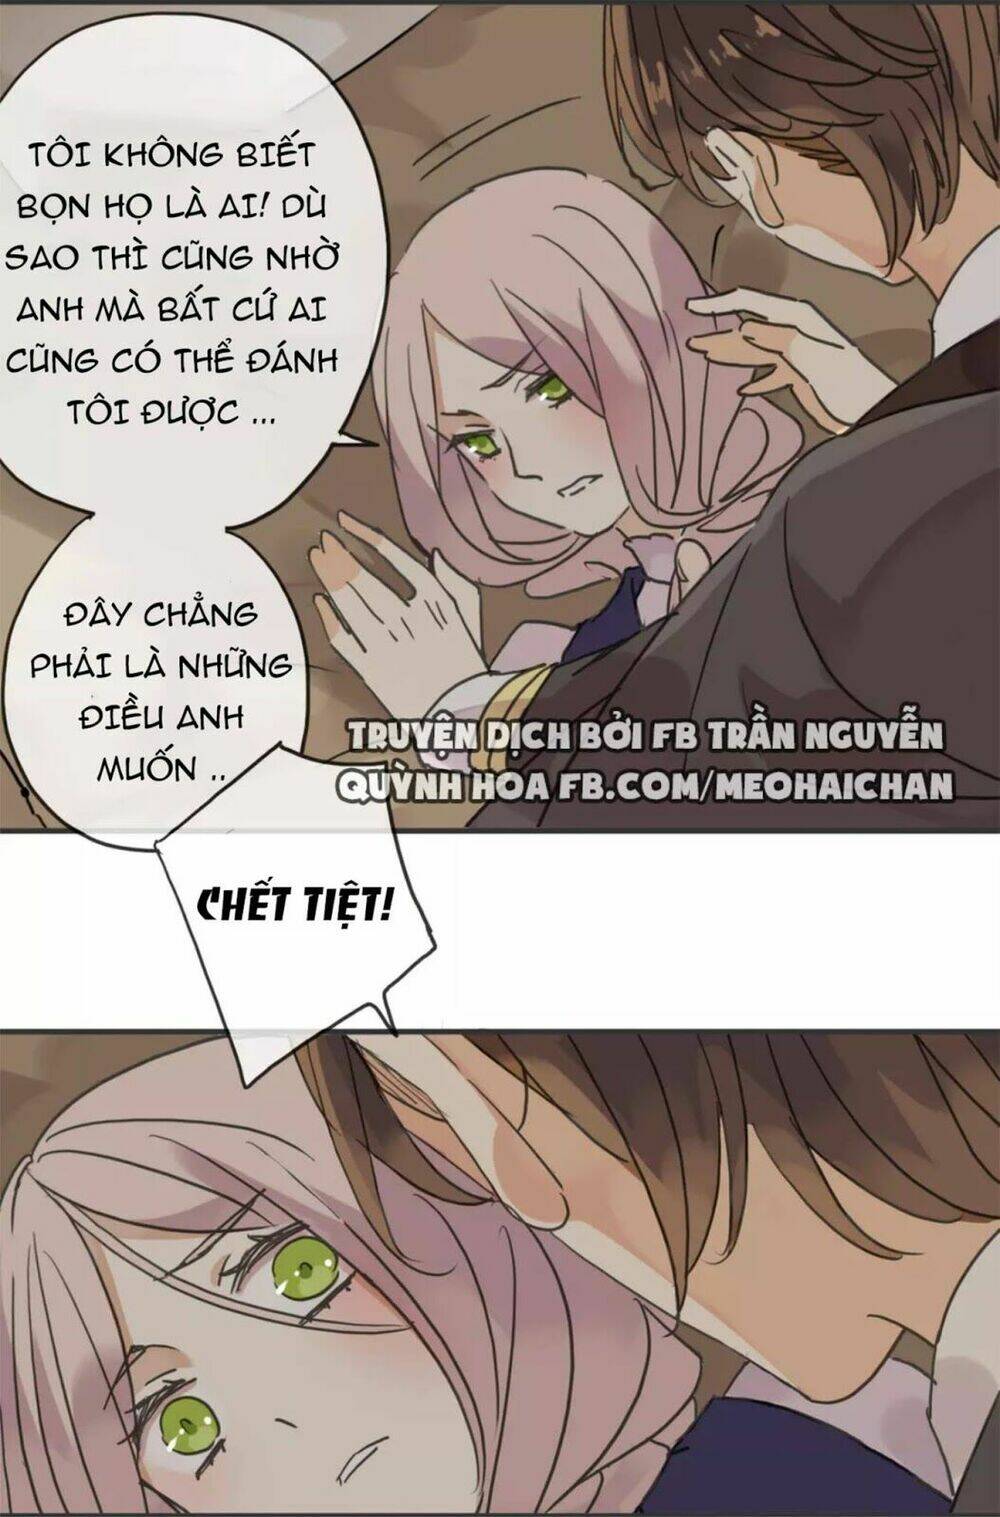 TÔI KHÔNG BIẾT
BỌN HỌ LÀ AI! DÙ
SAO THÌ CŨNG NHỜ
ANH MÀ BẤT CỨ AI
CŨNG CÓ THỂ ĐÁNH
TÔI ĐƯỢC ...
ĐÂY CHẲNG
PHẢI LÀ NHỮNG
ĐIỀU ANH
MUỐN ..
TRUYỆN DỊCH BỞI FB TRẦN NGUYỄN
QUỲNH HOA FB.COM/MEOHAICHAN
CHẾT TIỆT!